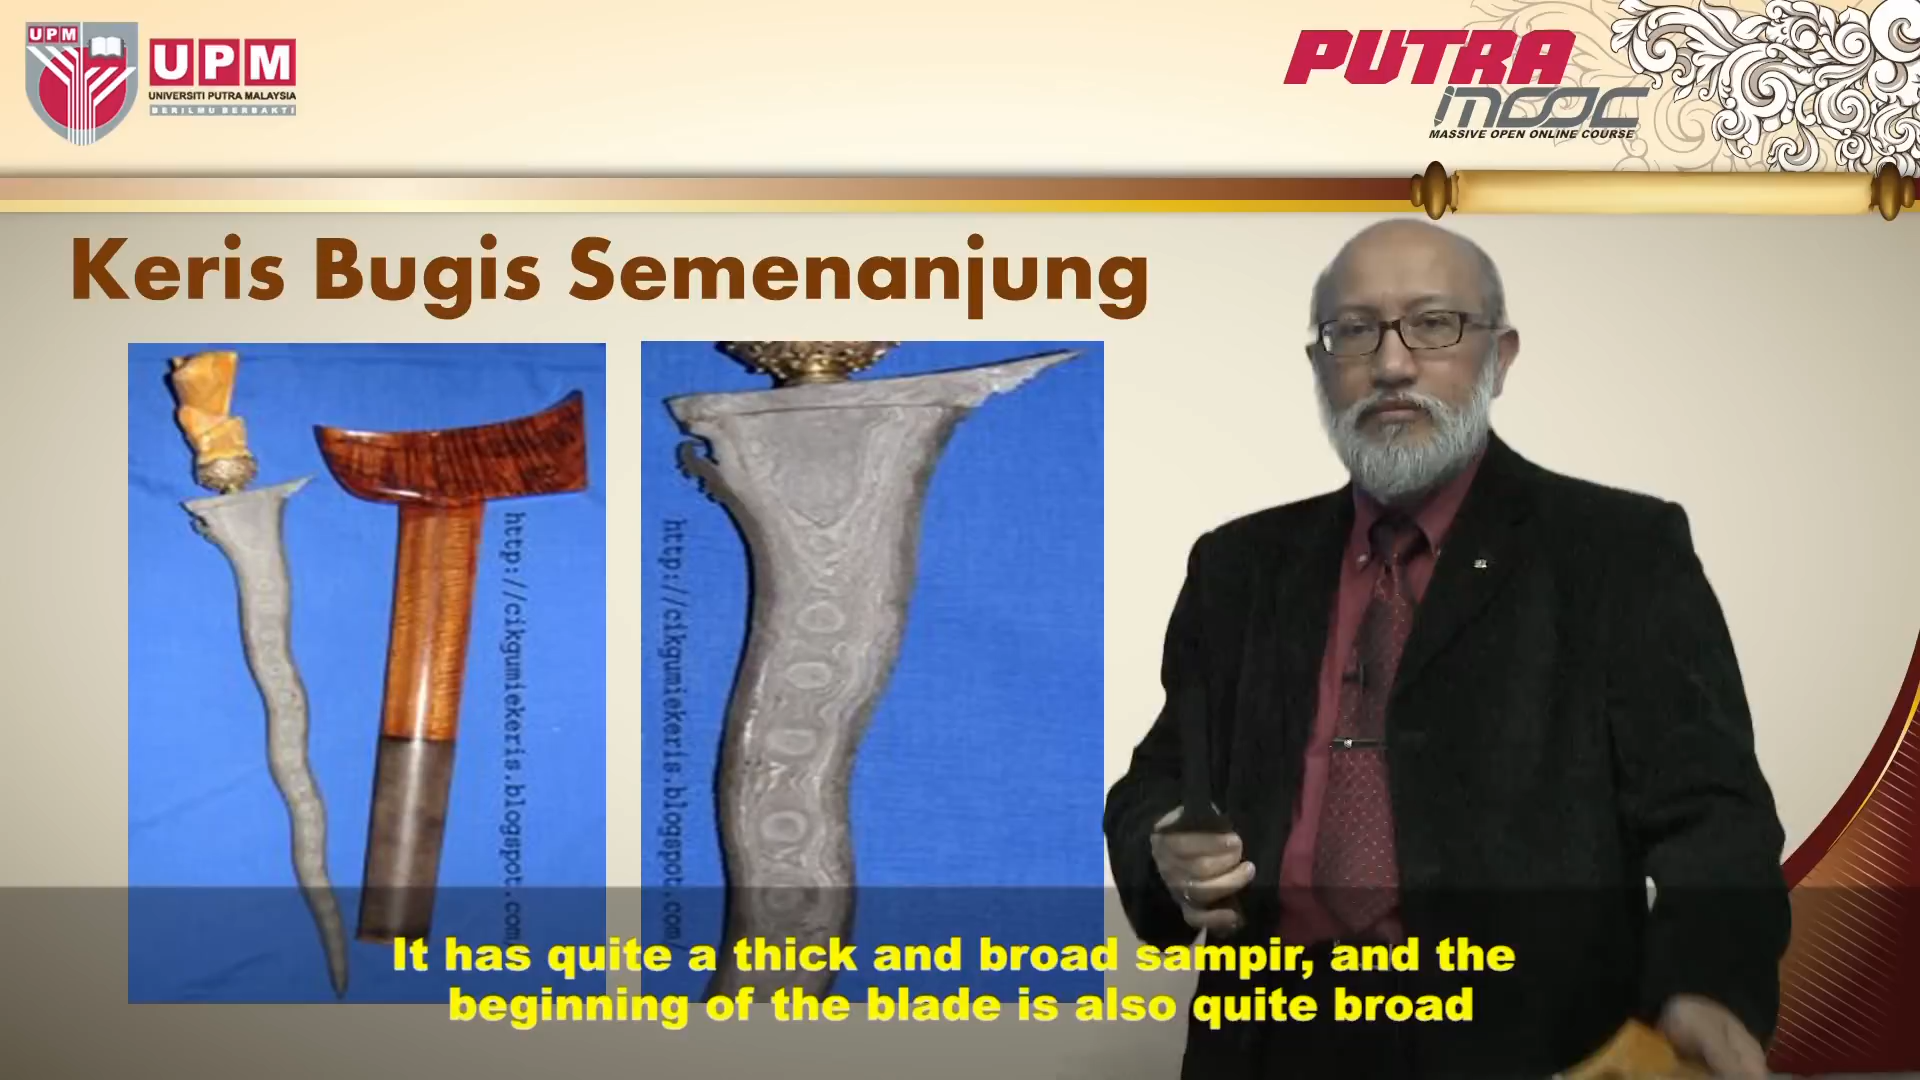 UPM
UPM
UNIVERSITI PUTRA MALAYSIA
BERILMU BERBAKTI
PUTRA
MOOC
MASSIVE OPEN ONLINE COURSE
Keris Bugis Semenanjung
http://cikgumiekeris.blogspot.com/
http://cikgumiekeris.blogspot.com/
It has quite a thick and broad sampir, and the
beginning of the blade is also quite broad